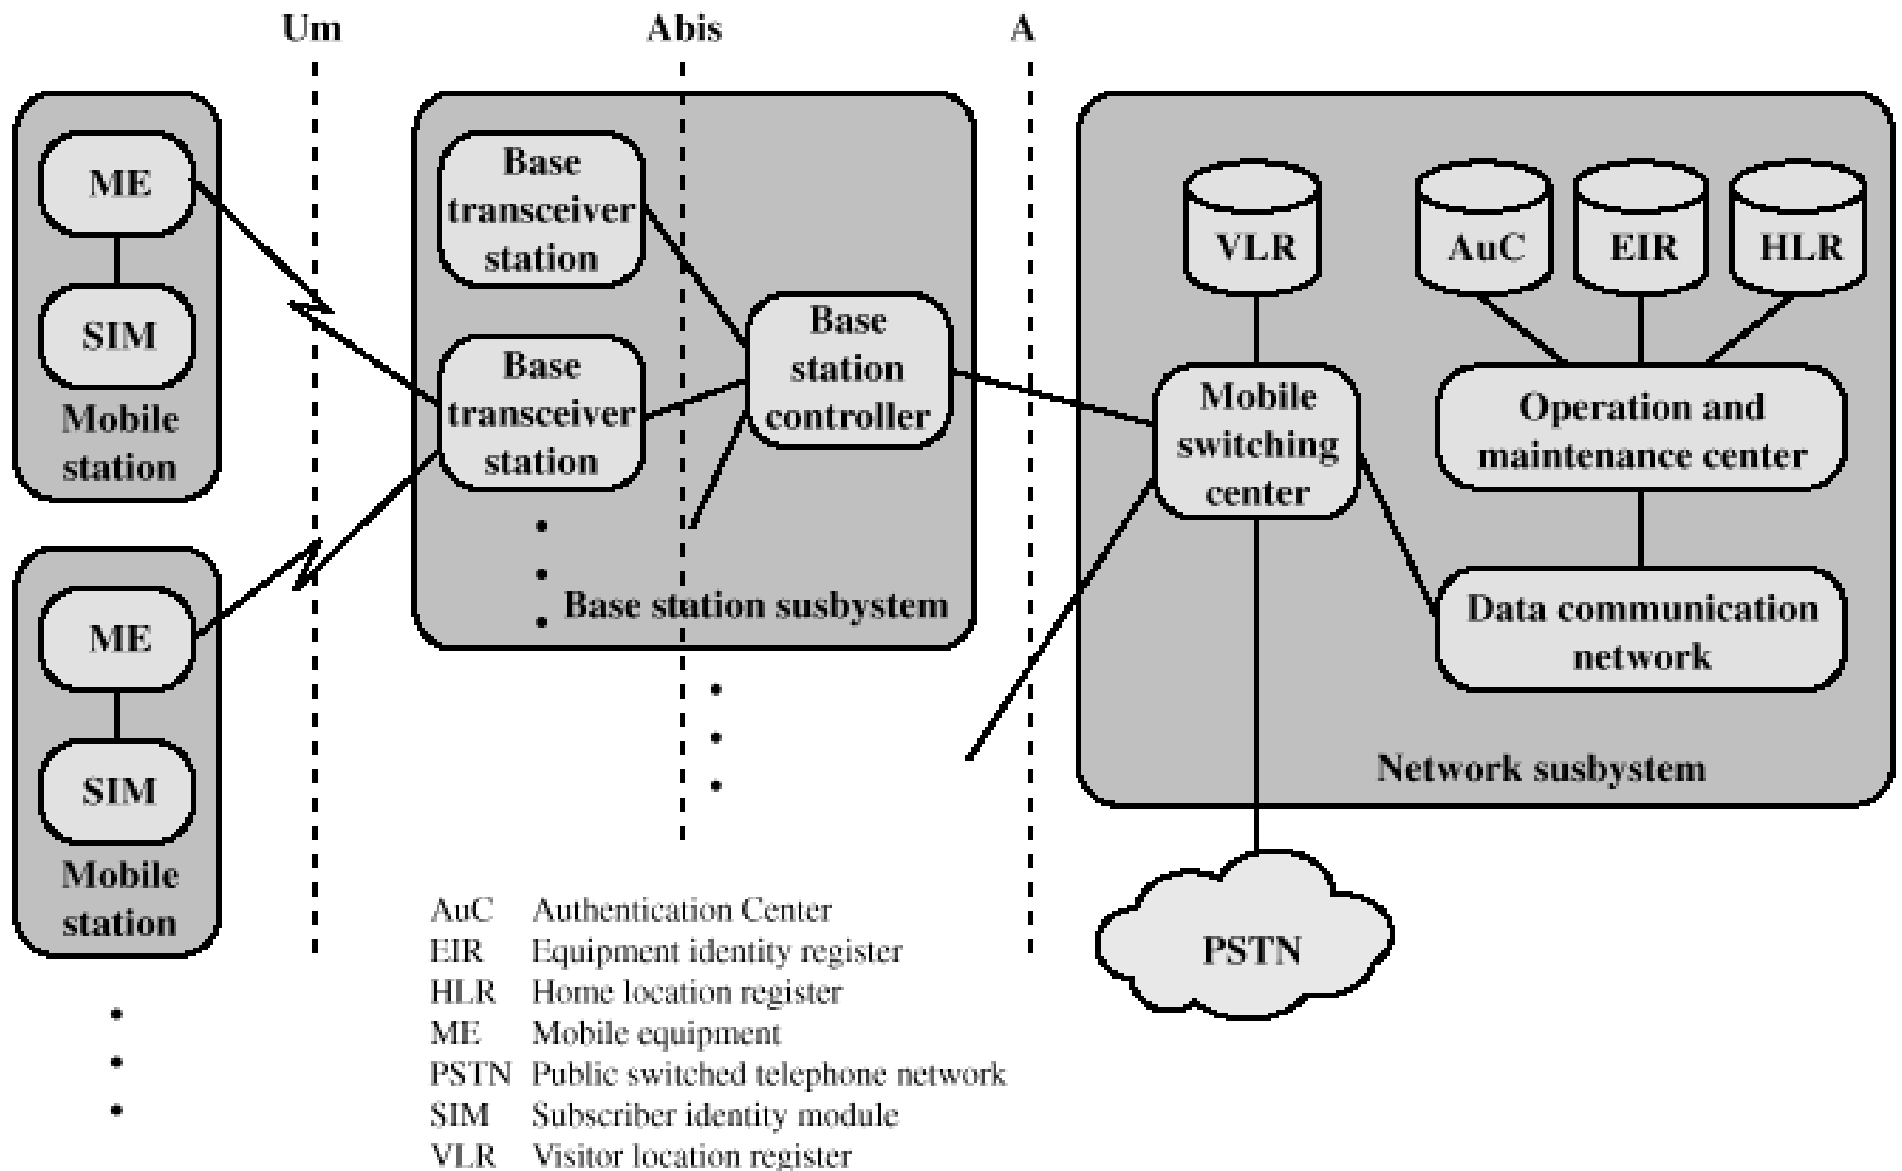 Um
Abis
A
ME
SIM
Mobile
station
ME
SIM
Mobile
station
Base
transceiver
station
Base
transceiver
station
Base
station
controller
Base station susbystem
VLR
AuC
EIR
HLR
Mobile
switching
center
Operation and
maintenance center
Data communication
network
Network susbystem
PSTN
AuC Authentication Center
EIR Equipment identity register
HLR Home location register
ME Mobile equipment
PSTN Public switched telephone network
SIM Subscriber identity module
VLR Visitor location register